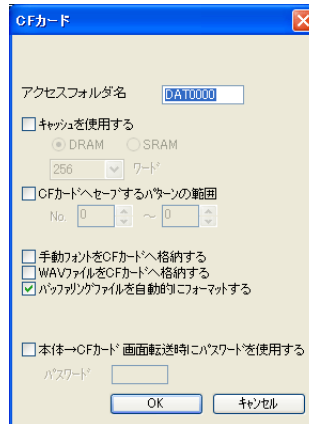 CFカード
アクセスフォルダ名 DAT0000
ｷｬｯｼｭを使用する
DRAM SRAM
256 ﾜｰﾄﾞ
CFｶｰﾄﾞへｾｰﾌﾞするﾊﾟﾀｰﾝの範囲
No. 0 ～ 0
手動ﾌｫﾝﾄをCFｶｰﾄﾞへ格納する
WAVﾌｧｲﾙをCFｶｰﾄﾞへ格納する
ﾊﾞｯﾌｧﾘﾝｸﾞﾌｧｲﾙを自動的にﾌｫｰﾏｯﾄする
本体→CFｶｰﾄﾞ 画面転送時にﾊﾟｽﾜｰﾄﾞを使用する
ﾊﾟｽﾜｰﾄﾞ
OK ｷｬﾝｾﾙ